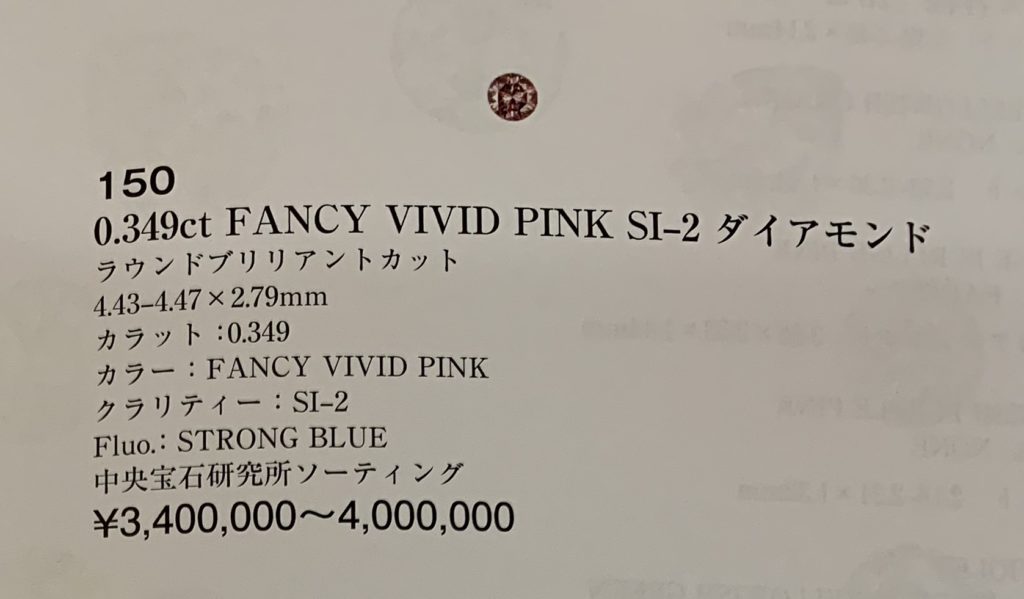 150
0.349ct FANCY VIVID PINK SI-2 ダイアモンド
ラウンドブリリアントカット
4.43-4.47×2.79mm
カラット:0.349
カラー:FANCY VIVID PINK
クラリティー:SI-2
Fluo.: STRONG BLUE
中央宝石研究所ソーティング
¥3,400,000〜4,000,000